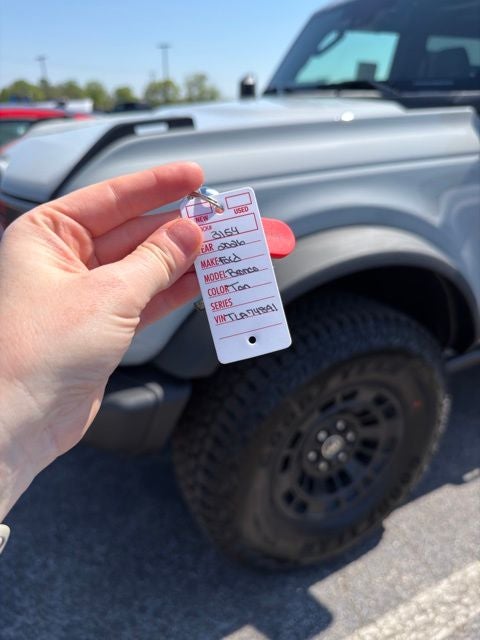 NEW USED
STOCK# 3154
YEAR 2026
MAKE Ford
MODEL Bronco
COLOR Tan
SERIES
VIN TLA74891